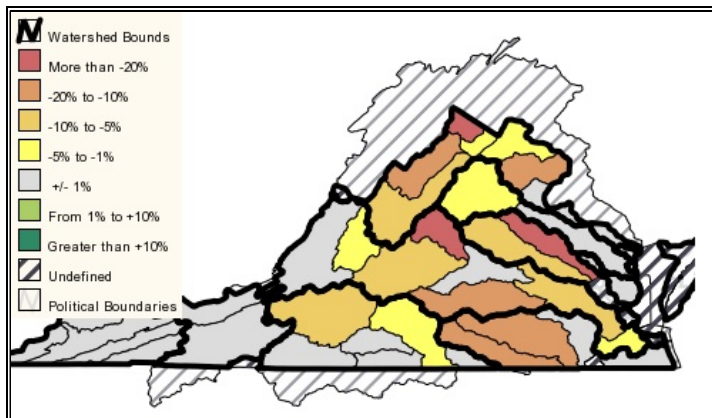 Watershed Bounds
More than -20%
-20% to -10%
-10% to -5%
-5% to -1%
+/- 1%
From 1% to +10%
Greater than +10%
Undefined
Political Boundaries